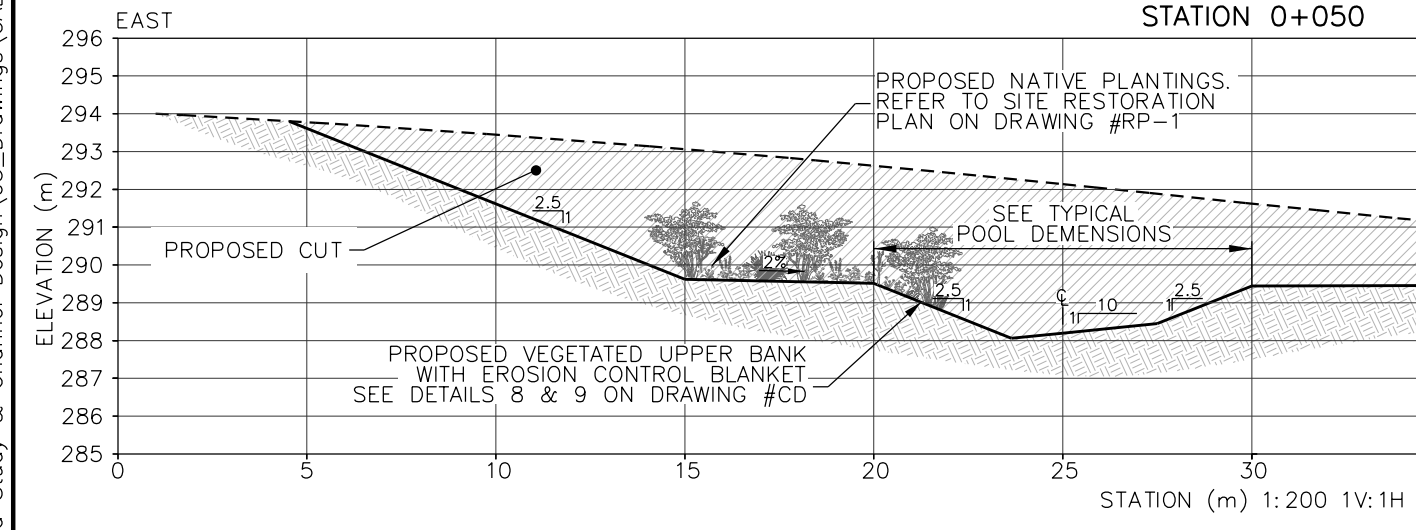 EAST
STATION 0+050
296
295
294
293
292
291
290
289
288
287
286
285
ELEVATION (m)
PROPOSED NATIVE PLANTINGS.
REFER TO SITE RESTORATION
PLAN ON DRAWING #RP-1
PROPOSED CUT
2.5
1
2%
SEE TYPICAL
POOL DEMENSIONS
2.5
1
℄
1
10
1
2.5
PROPOSED VEGETATED UPPER BANK
WITH EROSION CONTROL BLANKET
SEE DETAILS 8 & 9 ON DRAWING #CD
0
5
10
15
20
25
30
STATION (m) 1:200 1V:1H